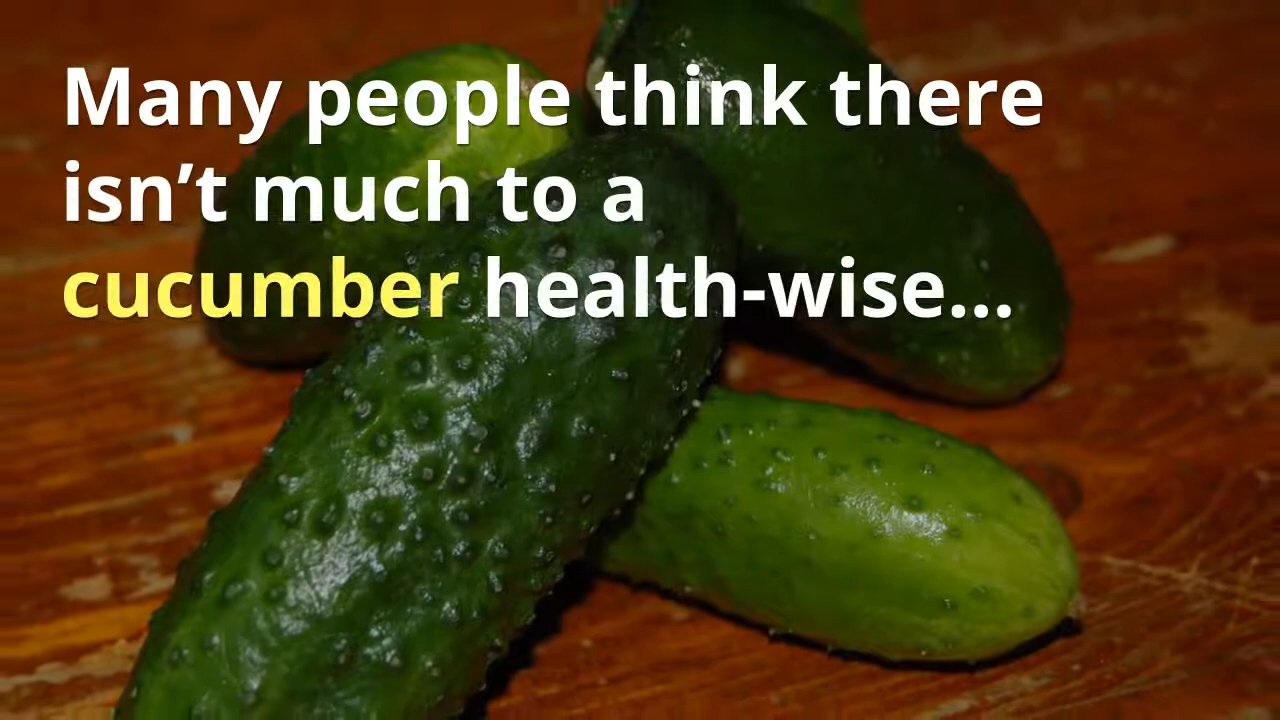 Many people think there
isn’t much to a
cucumber health-wise...